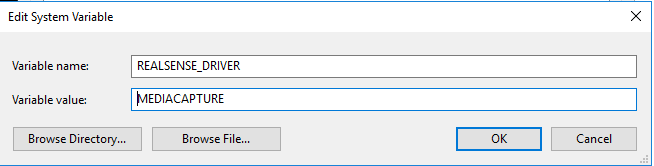 Edit System Variable
Variable name: REALSENSE_DRIVER
Variable value: MEDIACAPTURE
Browse Directory... Browse File... OK Cancel